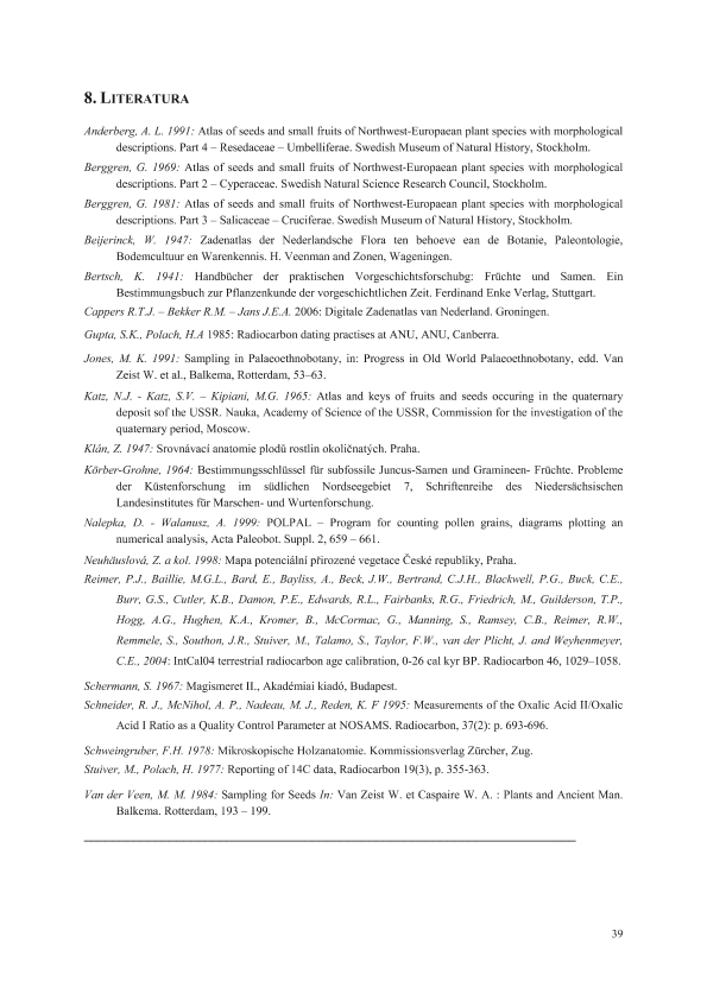 8. LITERATURA
Anderberg, A. L. 1991: Atlas of seeds and small fruits of Northwest-Europaean plant species with morphological
descriptions. Part 4 – Resedaceae – Umbelliferae. Swedish Museum of Natural History, Stockholm.
Berggren, G. 1969: Atlas of seeds and small fruits of Northwest-Europaean plant species with morphological
descriptions. Part 2 – Cyperaceae. Swedish Natural Science Research Council, Stockholm.
Berggren, G. 1981: Atlas of seeds and small fruits of Northwest-Europaean plant species with morphological
descriptions. Part 3 – Salicaceae – Cruciferae. Swedish Museum of Natural History, Stockholm.
Beijerinck, W. 1947: Zadenatlas der Nederlandsche Flora ten behoeve ean de Botanie, Paleontologie,
Bodemcultuur en Warenkennis. H. Veenman and Zonen, Wageningen.
Bertsch, K. 1941: Handbücher der praktischen Vorgeschichtsforschubg: Früchte und Samen. Ein
Bestimmungsbuch zur Pflanzenkunde der vorgeschichtlichen Zeit. Ferdinand Enke Verlag, Stuttgart.
Cappers R.T.J. – Bekker R.M. – Jans J.E.A. 2006: Digitale Zadenatlas van Nederland. Groningen.
Gupta, S.K., Polach, H.A 1985: Radiocarbon dating practises at ANU, ANU, Canberra.
Jones, M. K. 1991: Sampling in Palaeoethnobotany, in: Progress in Old World Palaeoethnobotany, edd. Van
Zeist W. et al., Balkema, Rotterdam, 53–63.
Katz, N.J. - Katz, S.V. – Kipiani, M.G. 1965: Atlas and keys of fruits and seeds occuring in the quaternary
deposit sof the USSR. Nauka, Academy of Science of the USSR, Commission for the investigation of the
quaternary period, Moscow.
Klán, Z. 1947: Srovnávací anatomie plodů rostlin okoličnatých. Praha.
Körber-Grohne, 1964: Bestimmungsschlüssel für subfossile Juncus-Samen und Gramineen- Früchte. Probleme
der Küstenforschung im südlichen Nordseegebiet 7, Schriftenreihe des Niedersächsischen
Landesinstitutes für Marschen- und Wurtenforschung.
Nalepka, D. - Walanusz, A. 1999: POLPAL – Program for counting pollen grains, diagrams plotting an
numerical analysis, Acta Paleobot. Suppl. 2, 659 – 661.
Neuhäuslová, Z. a kol. 1998: Mapa potenciální přirozené vegetace České republiky, Praha.
Reimer, P.J., Baillie, M.G.L., Bard, E., Bayliss, A., Beck, J.W., Bertrand, C.J.H., Blackwell, P.G., Buck, C.E.,
Burr, G.S., Cutler, K.B., Damon, P.E., Edwards, R.L., Fairbanks, R.G., Friedrich, M., Guilderson, T.P.,
Hogg, A.G., Hughen, K.A., Kromer, B., McCormac, G., Manning, S., Ramsey, C.B., Reimer, R.W.,
Remmele, S., Southon, J.R., Stuiver, M., Talamo, S., Taylor, F.W., van der Plicht, J. and Weyhenmeyer,
C.E., 2004: IntCal04 terrestrial radiocarbon age calibration, 0-26 cal kyr BP. Radiocarbon 46, 1029–1058.
Schermann, S. 1967: Magismeret II., Akadémiai kiadó, Budapest.
Schneider, R. J., McNihol, A. P., Nadeau, M. J., Reden, K. F 1995: Measurements of the Oxalic Acid II/Oxalic
Acid I Ratio as a Quality Control Parameter at NOSAMS. Radiocarbon, 37(2): p. 693-696.
Schweingruber, F.H. 1978: Mikroskopische Holzanatomie. Kommissionsverlag Zürcher, Zug.
Stuiver, M., Polach, H. 1977: Reporting of 14C data, Radiocarbon 19(3), p. 355-363.
Van der Veen, M. M. 1984: Sampling for Seeds In: Van Zeist W. et Caspaire W. A. : Plants and Ancient Man.
Balkema. Rotterdam, 193 – 199.
39